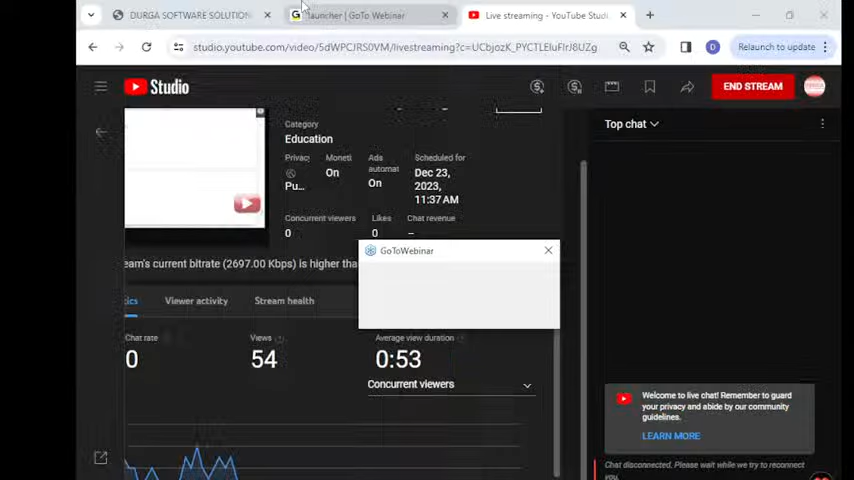 DURGA SOFTWARE SOLUTION
launcher | GoTo Webinar
Live streaming - YouTube Studi
studio.youtube.com/video/5dWPCJRS0VM/livestreaming?c=UCbjozK_PYCTLEluFIrJ8UZg
D
Relaunch to update
Studio
END STREAM
Top chat
Category
Education
Privac
Moneti
Ads
automat
Scheduled for
Pu...
On
On
Dec 23,
2023,
11:37 AM
Concurrent viewers
Likes
Chat revenue
0
0
–
GoToWebinar
eam's current bitrate (2697.00 Kbps) is higher tha
tics
Viewer activity
Stream health
Chat rate
Views
Average view duration
0
54
0:53
Concurrent viewers
Welcome to live chat! Remember to guard
your privacy and abide by our community
guidelines.
LEARN MORE
Chat disconnected. Please wait while we try to reconnect
you.